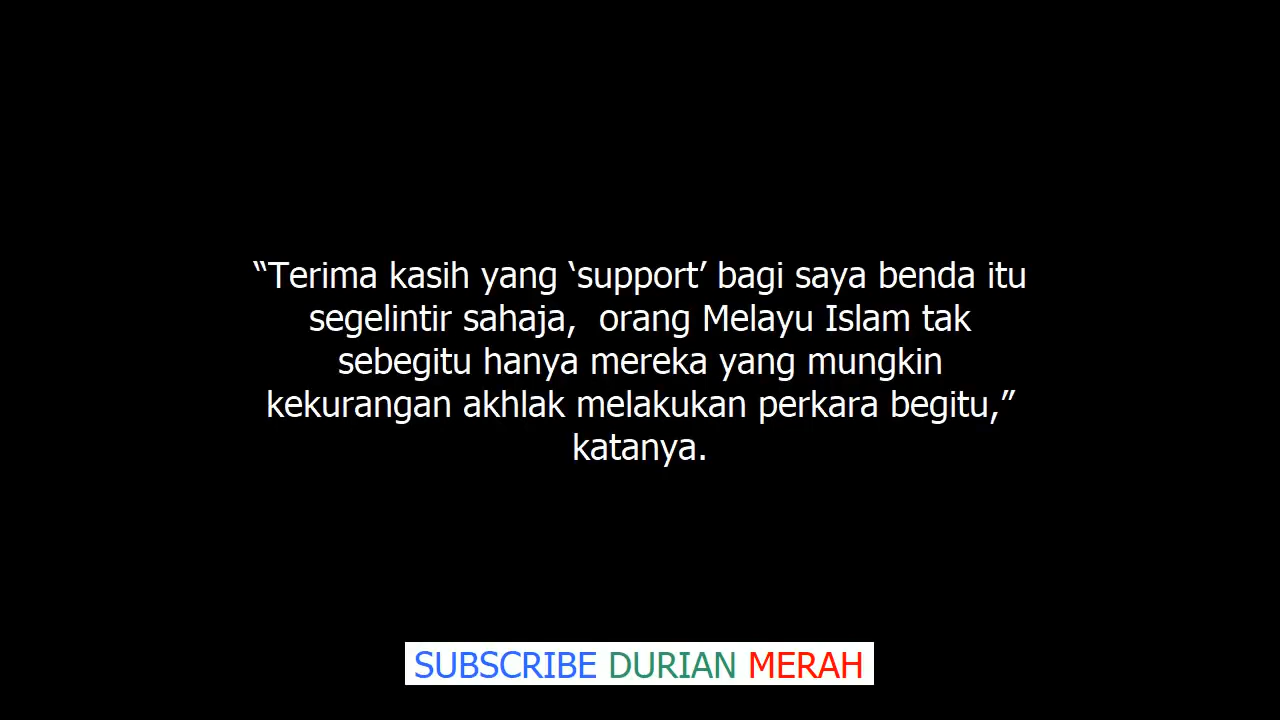 “Terima kasih yang ‘support’ bagi saya benda itu
segelintir sahaja,  orang Melayu Islam tak
sebegitu hanya mereka yang mungkin
kekurangan akhlak melakukan perkara begitu,”
katanya.
SUBSCRIBE DURIAN MERAH